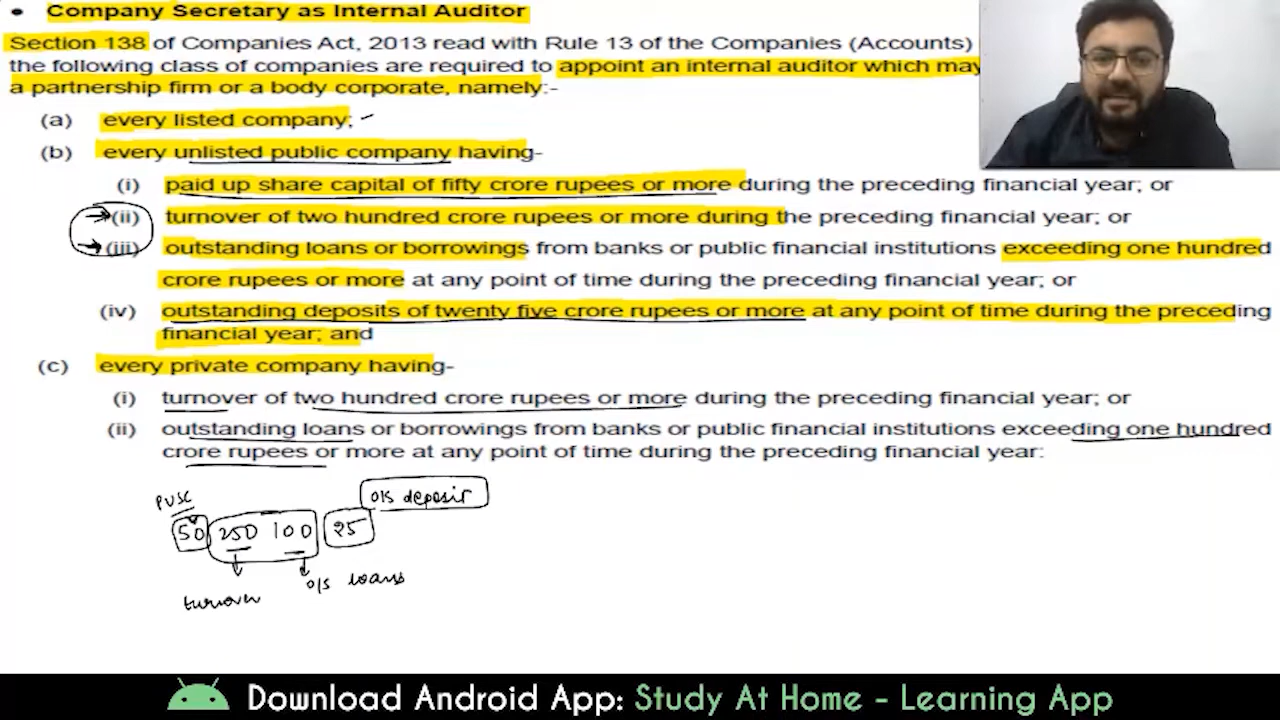 • Company Secretary as Internal Auditor
Section 138 of Companies Act, 2013 read with Rule 13 of the Companies (Accounts)
the following class of companies are required to appoint an internal auditor which may
a partnership firm or a body corporate, namely:-
(a) every listed company;
(b) every unlisted public company having-
(i) paid up share capital of fifty crore rupees or more during the preceding financial year; or
(ii) turnover of two hundred crore rupees or more during the preceding financial year; or
(iii) outstanding loans or borrowings from banks or public financial institutions exceeding one hundred
crore rupees or more at any point of time during the preceding financial year; or
(iv) outstanding deposits of twenty five crore rupees or more at any point of time during the preceding
financial year; and
(c) every private company having-
(i) turnover of two hundred crore rupees or more during the preceding financial year; or
(ii) outstanding loans or borrowings from banks or public financial institutions exceeding one hundred
crore rupees or more at any point of time during the preceding financial year:
PUSC
o/s deposit
50 250 100 25
turnover
o/s loans
Download Android App: Study At Home - Learning App